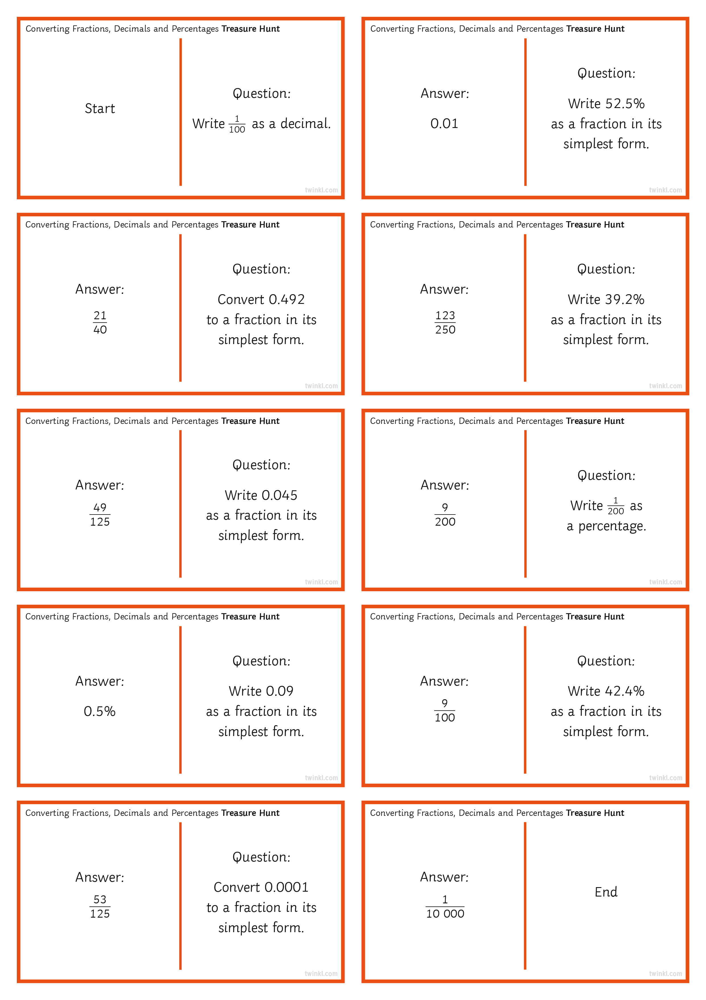 Converting Fractions, Decimals and Percentages Treasure Hunt
Start
Question:
Write 1/100 as a decimal.
twinkl.com
Converting Fractions, Decimals and Percentages Treasure Hunt
Answer:
0.01
Question:
Write 52.5%
as a fraction in its
simplest form.
twinkl.com
Converting Fractions, Decimals and Percentages Treasure Hunt
Answer:
21/40
Question:
Convert 0.492
to a fraction in its
simplest form.
twinkl.com
Converting Fractions, Decimals and Percentages Treasure Hunt
Answer:
123/250
Question:
Write 39.2%
as a fraction in its
simplest form.
twinkl.com
Converting Fractions, Decimals and Percentages Treasure Hunt
Answer:
49/125
Question:
Write 0.045
as a fraction in its
simplest form.
twinkl.com
Converting Fractions, Decimals and Percentages Treasure Hunt
Answer:
9/200
Question:
Write 1/200 as
a percentage.
twinkl.com
Converting Fractions, Decimals and Percentages Treasure Hunt
Answer:
0.5%
Question:
Write 0.09
as a fraction in its
simplest form.
twinkl.com
Converting Fractions, Decimals and Percentages Treasure Hunt
Answer:
9/100
Question:
Write 42.4%
as a fraction in its
simplest form.
twinkl.com
Converting Fractions, Decimals and Percentages Treasure Hunt
Answer:
53/125
Question:
Convert 0.0001
to a fraction in its
simplest form.
twinkl.com
Converting Fractions, Decimals and Percentages Treasure Hunt
Answer:
1/10 000
End
twinkl.com